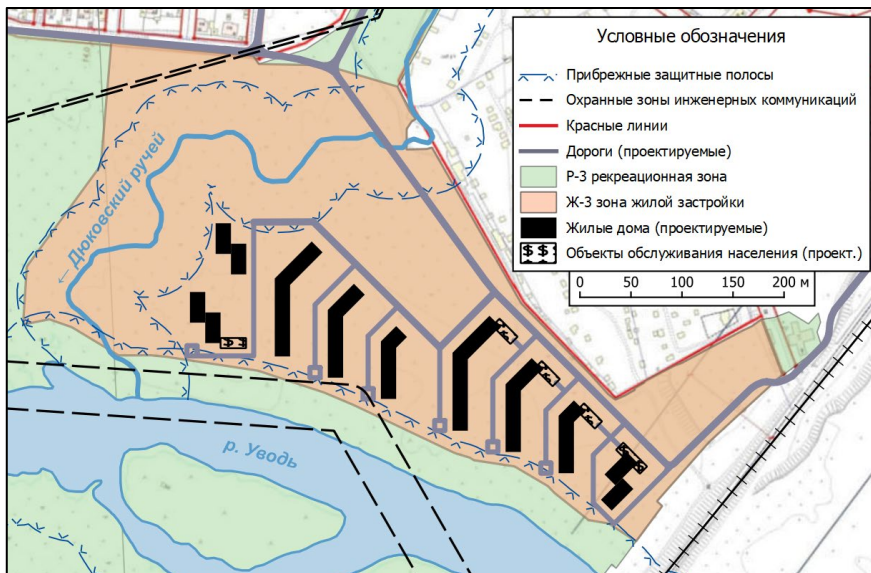 Условные обозначения
Прибрежные защитные полосы
Охранные зоны инженерных коммуникаций
Красные линии
Дороги (проектируемые)
Р-3 рекреационная зона
Ж-3 зона жилой застройки
Жилые дома (проектируемые)
Объекты обслуживания населения (проект.)
0 50 100 150 200 м
← Дюковский ручей
р. Уводь